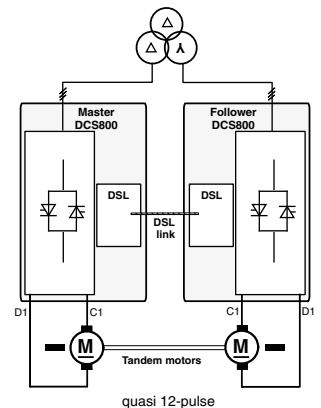 Master
DCS800
Follower
DCS800
DSL
DSL
DSL
link
D1
C1
C1
D1
M
M
Tandem motors
quasi 12-pulse